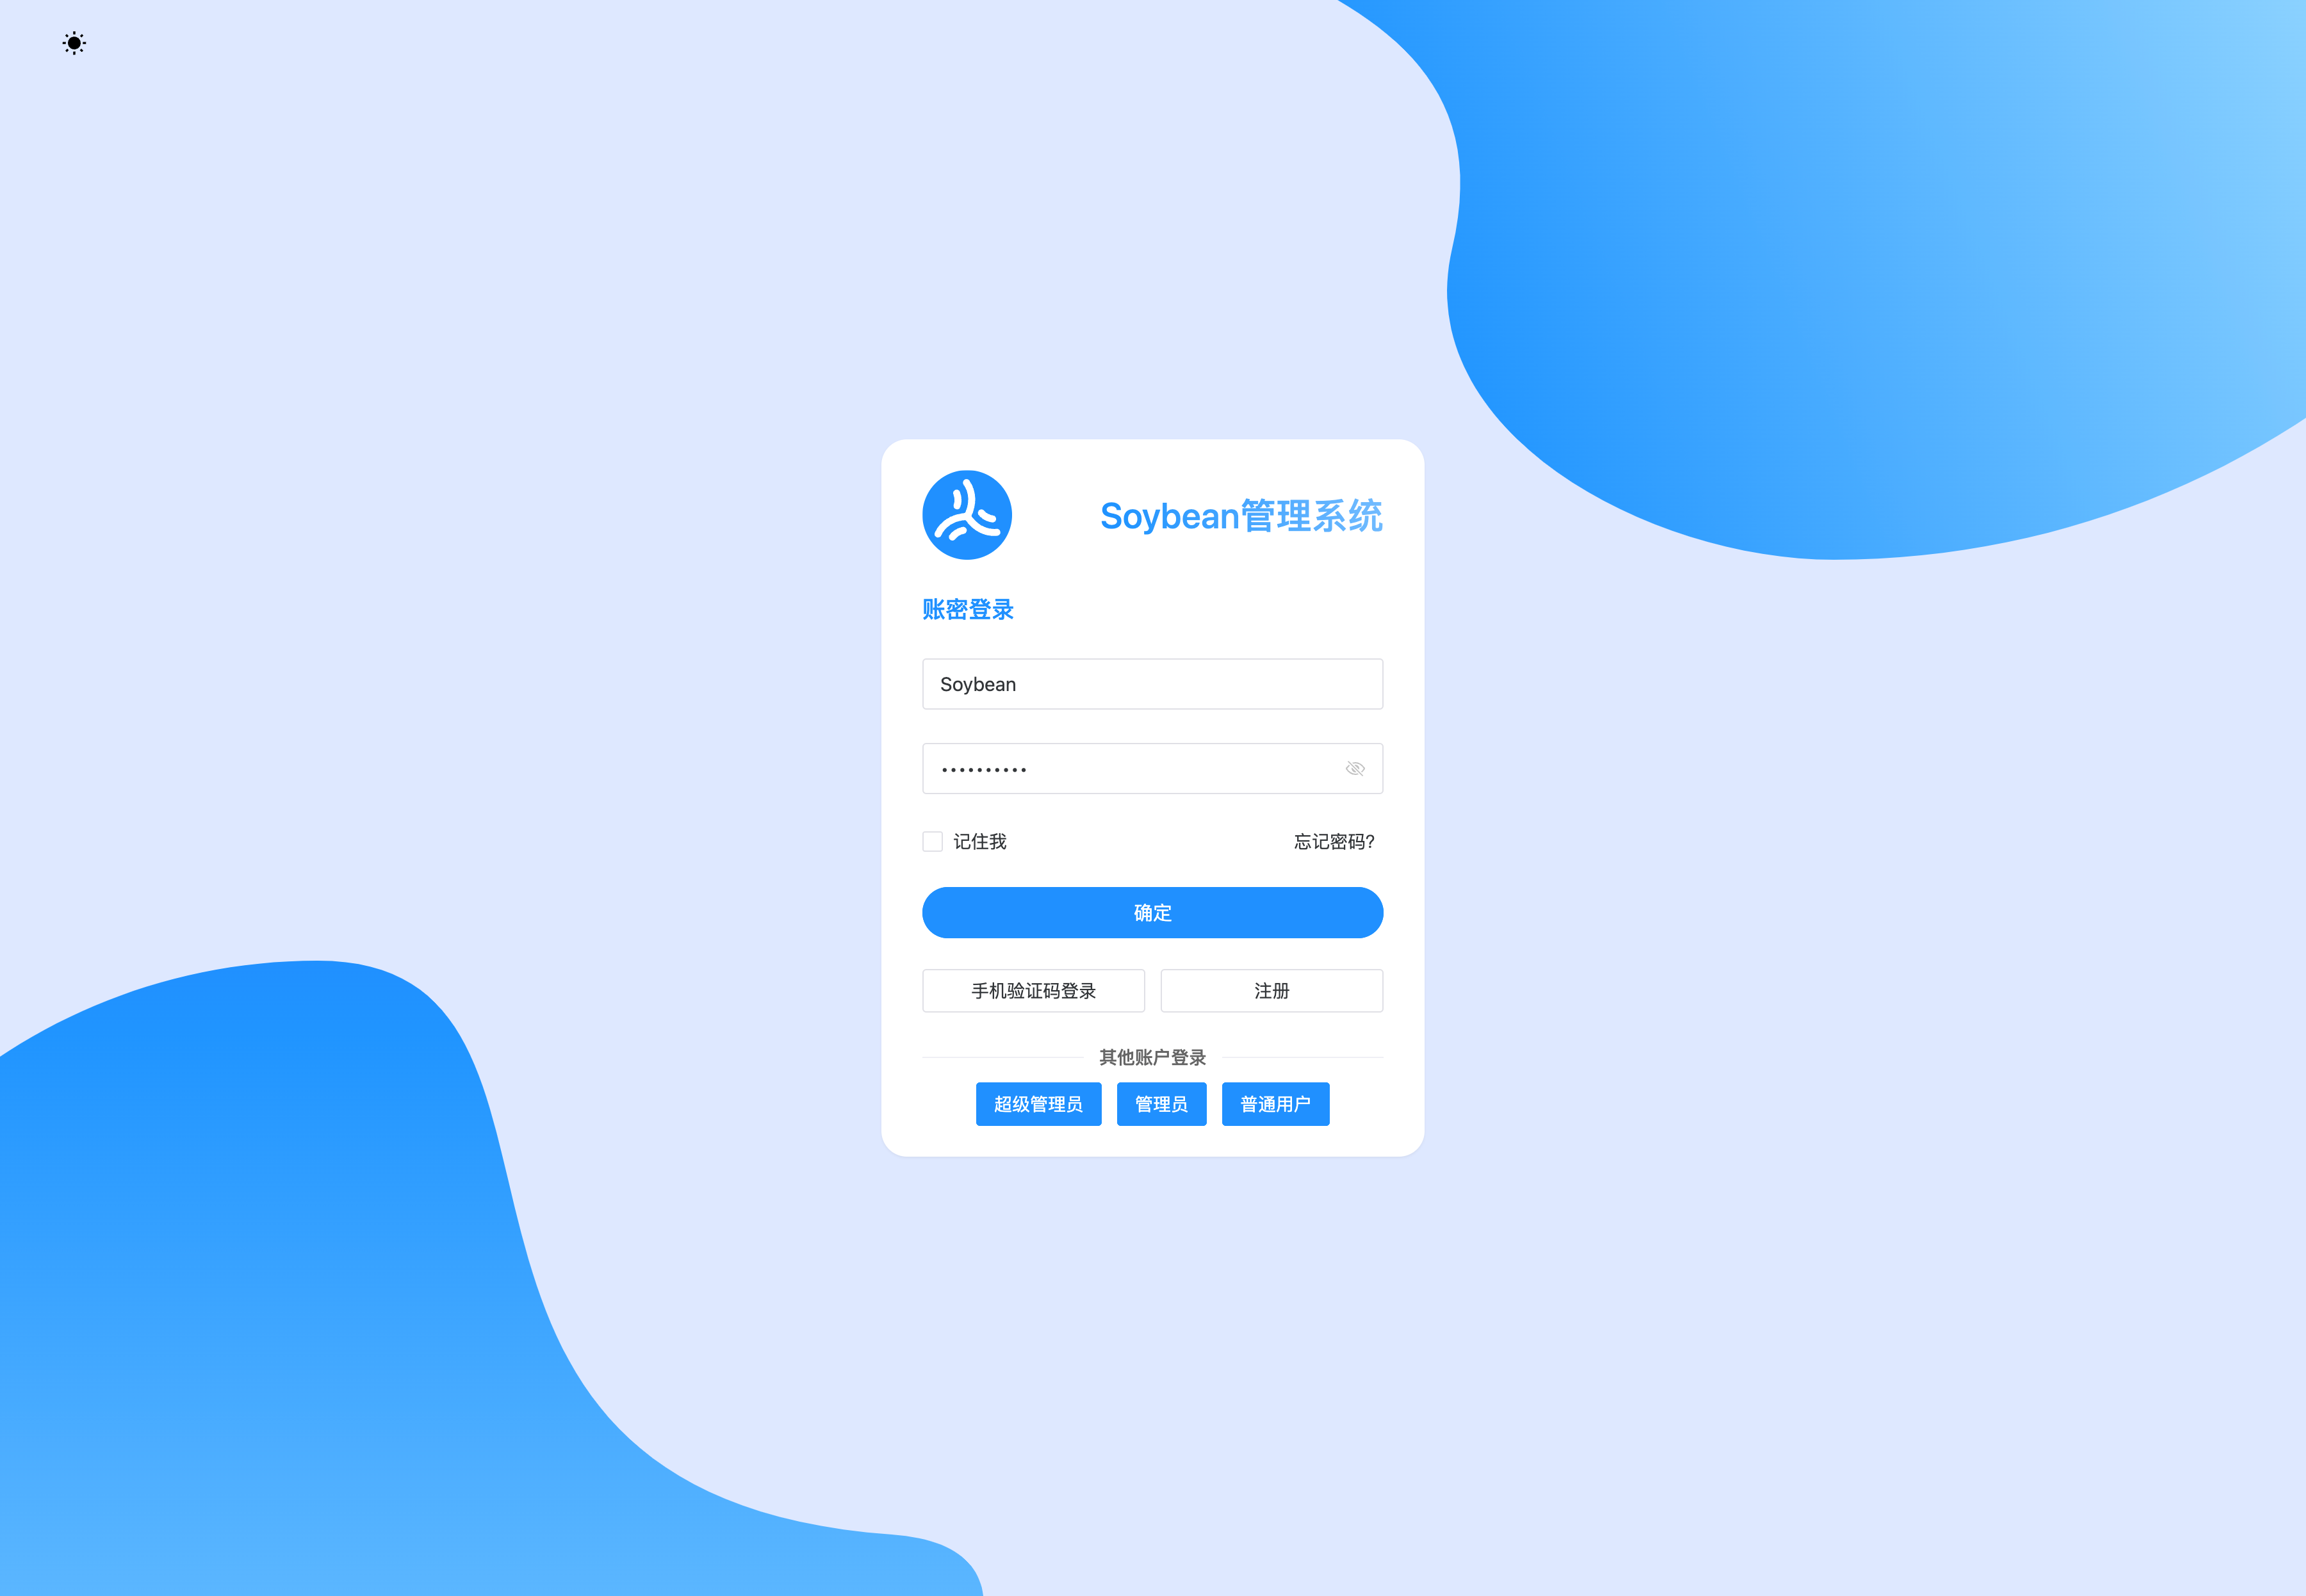 Soybean管理系统
账密登录
Soybean
••••••••••
记住我 忘记密码?
确定
手机验证码登录 注册
其他账户登录
超级管理员 管理员 普通用户